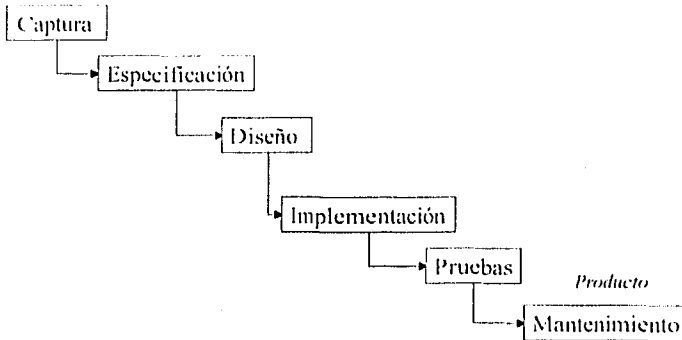 Captura
Especificación
Diseño
Implementación
Pruebas
Producto
Mantenimiento